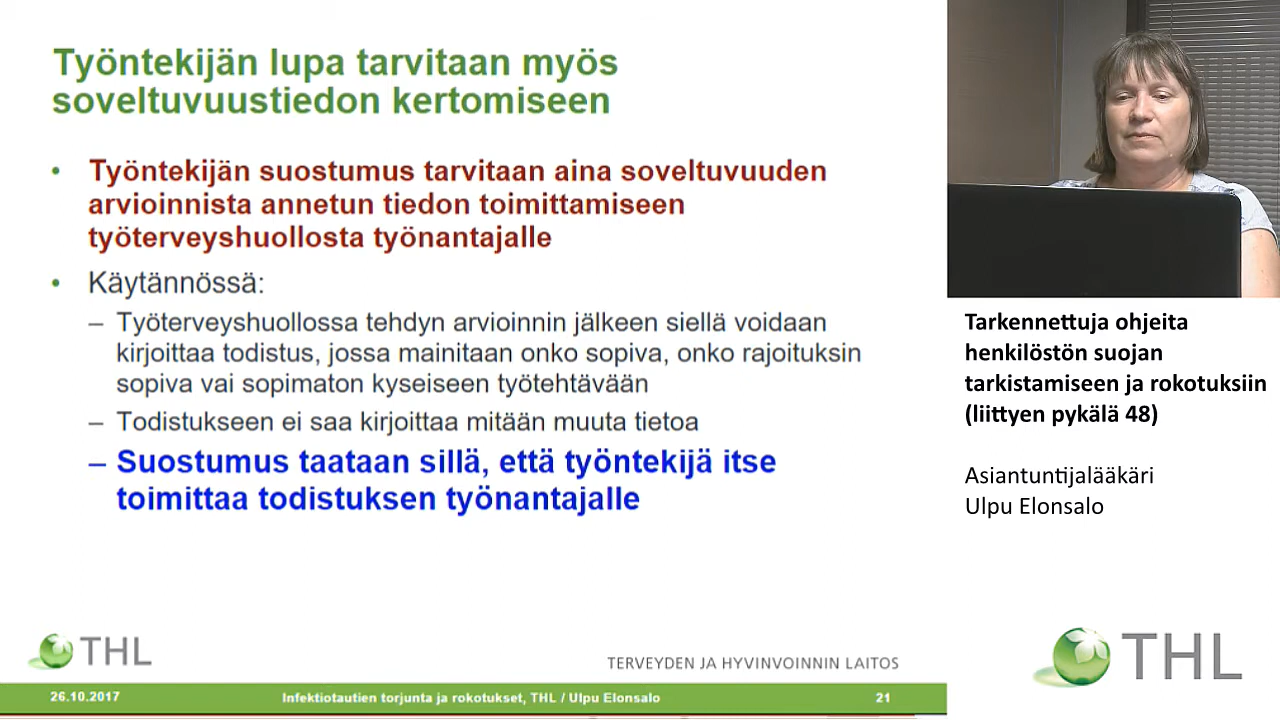 Työntekijän lupa tarvitaan myös
soveltuvuustiedon kertomiseen
• Työntekijän suostumus tarvitaan aina soveltuvuuden
arvioinnista annetun tiedon toimittamiseen
työterveyshuollosta työnantajalle
• Käytännössä:
– Työterveyshuollossa tehdyn arvioinnin jälkeen siellä voidaan
kirjoittaa todistus, jossa mainitaan onko sopiva, onko rajoituksin
sopiva vai sopimaton kyseiseen työtehtävään
– Todistukseen ei saa kirjoittaa mitään muuta tietoa
– Suostumus taataan sillä, että työntekijä itse
toimittaa todistuksen työnantajalle
THL
TERVEYDEN JA HYVINVOINNIN LAITOS
26.10.2017
Infektiotautien torjunta ja rokotukset, THL / Ulpu Elonsalo
21
Tarkennettuja ohjeita
henkilöstön suojan
tarkistamiseen ja rokotuksiin
(liittyen pykälä 48)
Asiantuntijalääkäri
Ulpu Elonsalo
THL